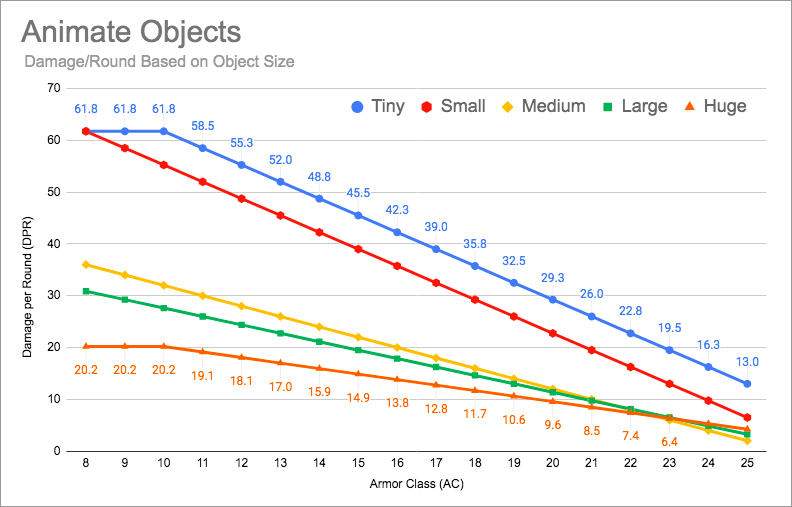 Animate Objects
Damage/Round Based on Object Size
Tiny Small Medium Large Huge
70
60
50
40
30
20
10
0
Damage per Round (DPR)
61.8 61.8 61.8 58.5 55.3 52.0 48.8 45.5 42.3 39.0 35.8 32.5 29.3 26.0 22.8 19.5 16.3 13.0
20.2 20.2 20.2 19.1 18.1 17.0 15.9 14.9 13.8 12.8 11.7 10.6 9.6 8.5 7.4 6.4
8 9 10 11 12 13 14 15 16 17 18 19 20 21 22 23 24 25
Armor Class (AC)